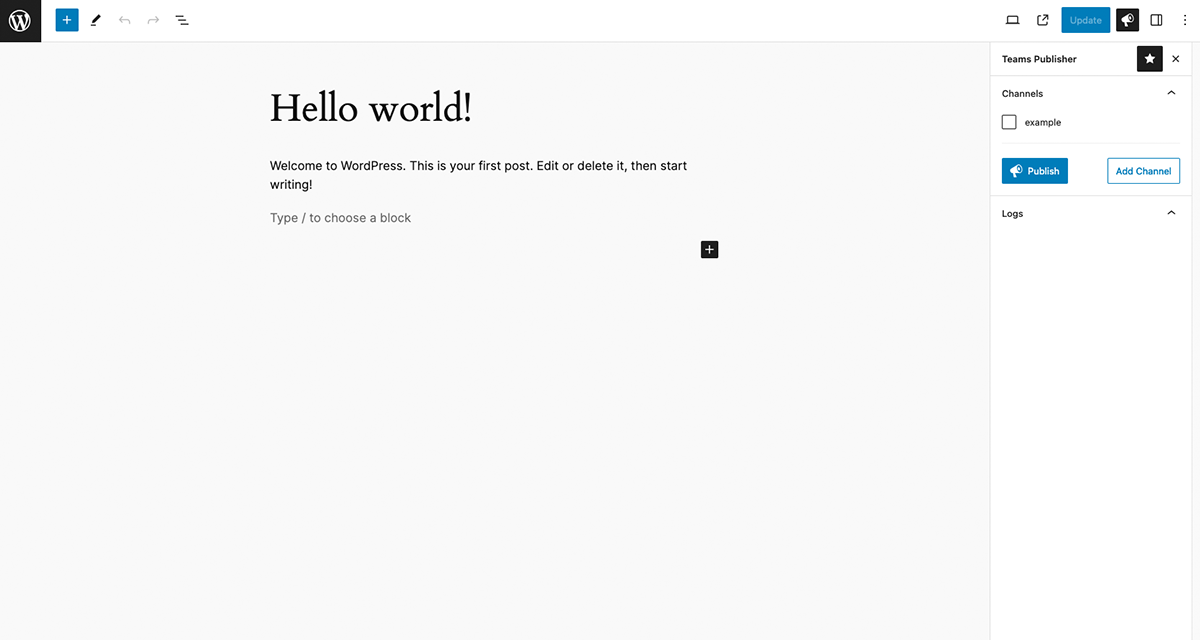 Update
Teams Publisher
Channels
example
Publish
Add Channel
Logs
Hello world!
Welcome to WordPress. This is your first post. Edit or delete it, then start
writing!
Type / to choose a block